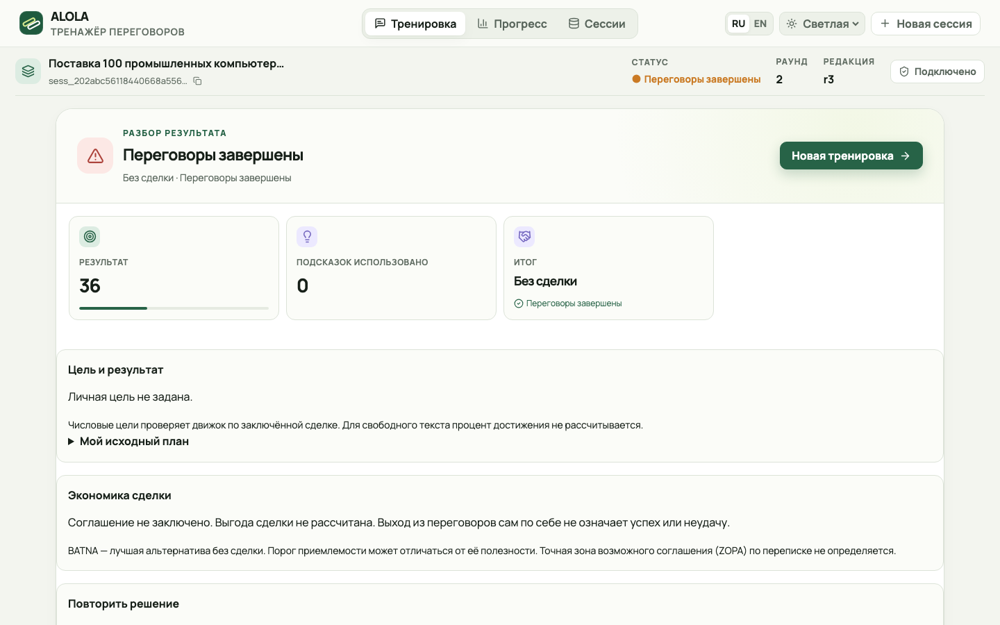 ALOLA
ТРЕНАЖЁР ПЕРЕГОВОРОВ
Тренировка
Прогресс
Сессии
RU EN
Светлая
Новая сессия
Поставка 100 промышленных компьютер…
sess_202abc56118440668a556…
СТАТУС
Переговоры завершены
РАУНД
2
РЕДАКЦИЯ
r3
Подключено
РАЗБОР РЕЗУЛЬТАТА
Переговоры завершены
Без сделки · Переговоры завершены
Новая тренировка
РЕЗУЛЬТАТ
36
ПОДСКАЗОК ИСПОЛЬЗОВАНО
0
ИТОГ
Без сделки
Переговоры завершены
Цель и результат
Личная цель не задана.
Числовые цели проверяет движок по заключённой сделке. Для свободного текста процент достижения не рассчитывается.
Мой исходный план
Экономика сделки
Соглашение не заключено. Выгода сделки не рассчитана. Выход из переговоров сам по себе не означает успех или неудачу.
BATNA — лучшая альтернатива без сделки. Порог приемлемости может отличаться от её полезности. Точная зона возможного соглашения (ZOPA) по переписке не определяется.
Повторить решение